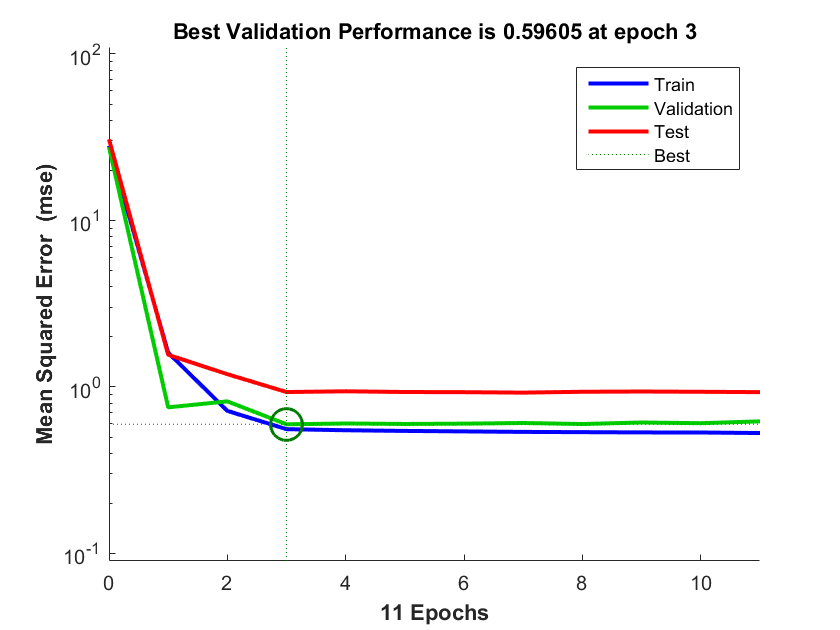 Best Validation Performance is 0.59605 at epoch 3
Mean Squared Error (mse)
10^2
10^1
10^0
10^-1
Train
Validation
Test
Best
0 2 4 6 8 10
11 Epochs